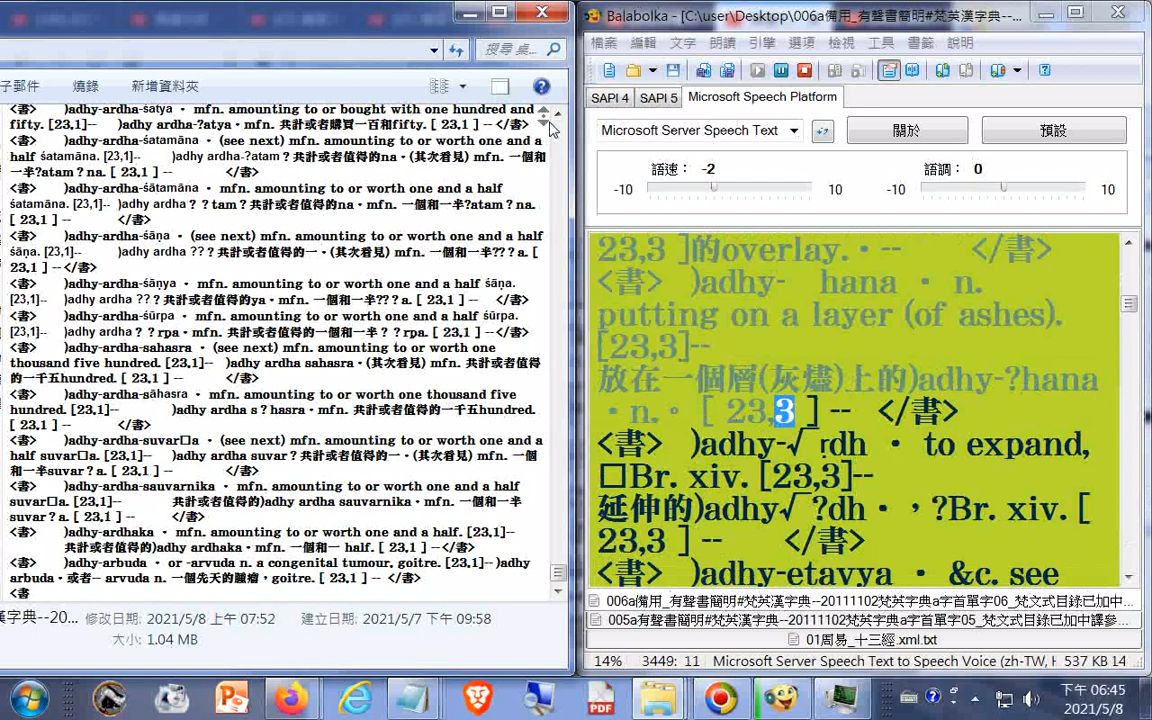 搜尋 桌...
子郵件 燒錄 新增資料夾
<書> )adhy-ardha-śatya・mfn. amounting to or bought with one hundred and
fifty. [23,1]-- )adhy ardha-?atya・mfn. 共計或者購買一百和fifty. [ 23,1 ] -- </書>
<書> )adhy-ardha-śatamāna・(see next) mfn. amounting to or worth one and a
half śatamāna. [23,1]-- )adhy ardha-?atam？共計或者值得的na・(其次看見) mfn. 一個和
一半?atam？na. [ 23,1 ] -- </書>
<書> )adhy-ardha-śātamāna・mfn. amounting to or worth one and a half
śatamāna. [23,1]-- )adhy ardha？？tam？共計或者值得的na・mfn. 一個和一半?atam？na.
[ 23,1 ] -- </書>
<書> )adhy-ardha-śāṇa・(see next) mfn. amounting to or worth one and a half
śāṇa. [23,1]-- )adhy ardha ???共計或者值得的一・(其次看見) mfn. 一個和一半???a. [
23,1 ] --</書>
<書> )adhy-ardha-śāṇya・mfn. amounting to or worth one and a half śāṇa.
[23,1]-- )adhy ardha ???共計或者值得的ya・mfn. 一個和一半???a. [ 23,1 ] -- </書>
<書> )adhy-ardha-śūrpa・mfn. amounting to or worth one and a half śūrpa.
[23,1]-- )adhy ardha？？rpa・mfn. 共計或者值得的一個和一半？？rpa. [ 23,1 ] -- </書>
<書> )adhy-ardha-sahasra・(see next) mfn. amounting to or worth one
thousand five hundred. [23,1]-- )adhy ardha sahasra・(其次看見) mfn. 共計或者值得
的一千五hundred. [ 23,1 ] -- </書>
<書> )adhy-ardha-sāhasra・mfn. amounting to or worth one thousand five
hundred. [23,1]-- )adhy ardha s？hasra・mfn. 共計或者值得的一千五hundred.
[ 23,1 ] -- </書>
<書> )adhy-ardha-suvar□a・(see next) mfn. amounting to or worth one and a
half suvar□a. [23,1]-- )adhy ardha suvar？共計或者值得的一・(其次看見) mfn. 一個
和一半suvar？a. [ 23,1 ] -- </書>
<書> )adhy-ardha-sauvarnika・mfn. amounting to or worth one and a half
suvar□a. [23,1]-- 共計或者值得的)adhy ardha sauvarnika・mfn. 一個和一半
suvar？a. [ 23,1 ] -- </書>
<書> )adhy-ardhaka・mfn. amounting to or worth one and a half. [23,1]--
共計或者值得的)adhy ardhaka・mfn. 一個和一 half. [ 23,1 ] -- </書>
<書> )adhy-arbuda・or -arvuda n. a congenital tumour, goitre. [23,1]--)adhy
arbuda・或者－ arvuda n. 一個先天的腫瘤，goitre. [ 23,1 ] -- </書>
<書
漢字典--20... 修改日期: 2021/5/8 上午 07:52 建立日期: 2021/5/7 下午 09:58
大小: 1.04 MB
Balabolka - [C:\user\Desktop\006a備用_有聲書簡明#梵英漢字典--...
檔案 編輯 文字 朗讀 引擎 選項 檢視 工具 書籤 說明
SAPI 4 SAPI 5 Microsoft Speech Platform
Microsoft Server Speech Text 關於 預設
語速： -2 語調： 0
-10 10 -10 10
23,3 ]的overlay.・-- </書>
<書> )adhy- hana ・ n.
putting on a layer (of ashes).
[23,3]--
放在一個層(灰燼)上的)adhy-?hana
・n.。[ 23,3 ] -- </書>
<書> )adhy-√ ṛdh ・ to expand,
□Br. xiv. [23,3]--
延伸的)adhy√ ?dh・，?Br. xiv. [
23,3 ] -- </書>
<書> )adhy-etavya ・ &c. see
006a備用_有聲書簡明#梵英漢字典--20111102梵英字典a字首單字06_梵文式目錄已加中...
005a有聲書簡明#梵英漢字典--20111102梵英字典a字首單字05_梵文式目錄已加中譯參...
01周易_十三經.xml.txt
14% 3449: 11 Microsoft Server Speech Text to Speech Voice (zh-TW, H 537 KB 14
PDF
下午 06:45
2021/5/8